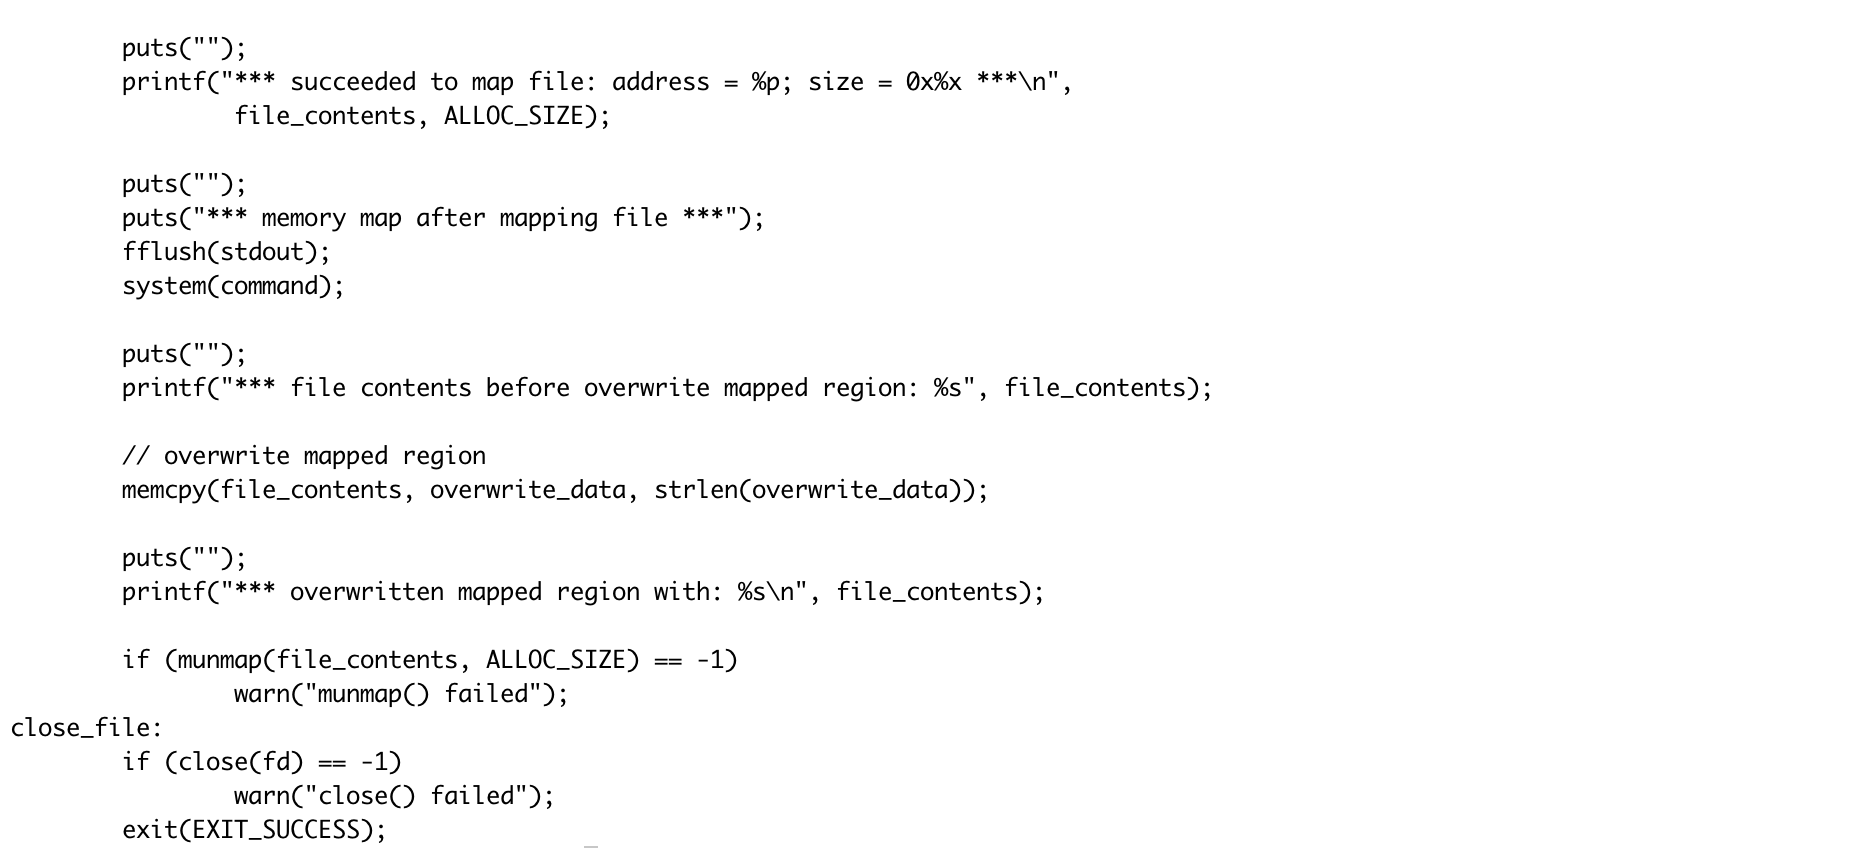 puts("");
printf("*** succeeded to map file: address = %p; size = 0x%x ***\n",
file_contents, ALLOC_SIZE);
puts("");
puts("*** memory map after mapping file ***");
fflush(stdout);
system(command);
puts("");
printf("*** file contents before overwrite mapped region: %s", file_contents);
// overwrite mapped region
memcpy(file_contents, overwrite_data, strlen(overwrite_data));
puts("");
printf("*** overwritten mapped region with: %s\n", file_contents);
if (munmap(file_contents, ALLOC_SIZE) == -1)
warn("munmap() failed");
close_file:
if (close(fd) == -1)
warn("close() failed");
exit(EXIT_SUCCESS);